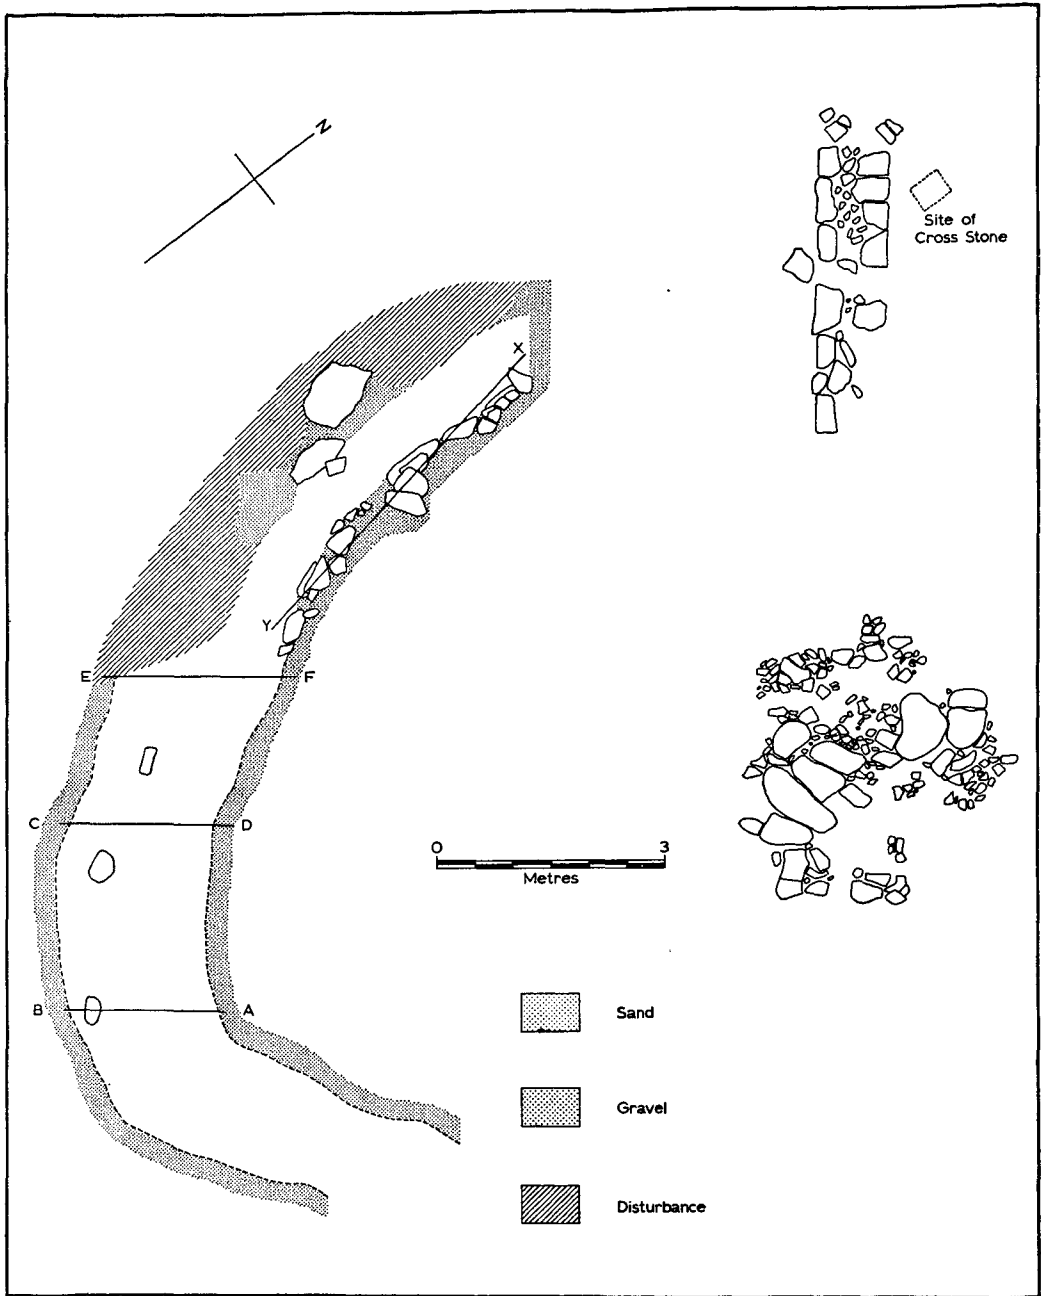 N
Site of
Cross Stone
X
Y
E
F
C
D
0 3
Metres
B
A
Sand
Gravel
Disturbance